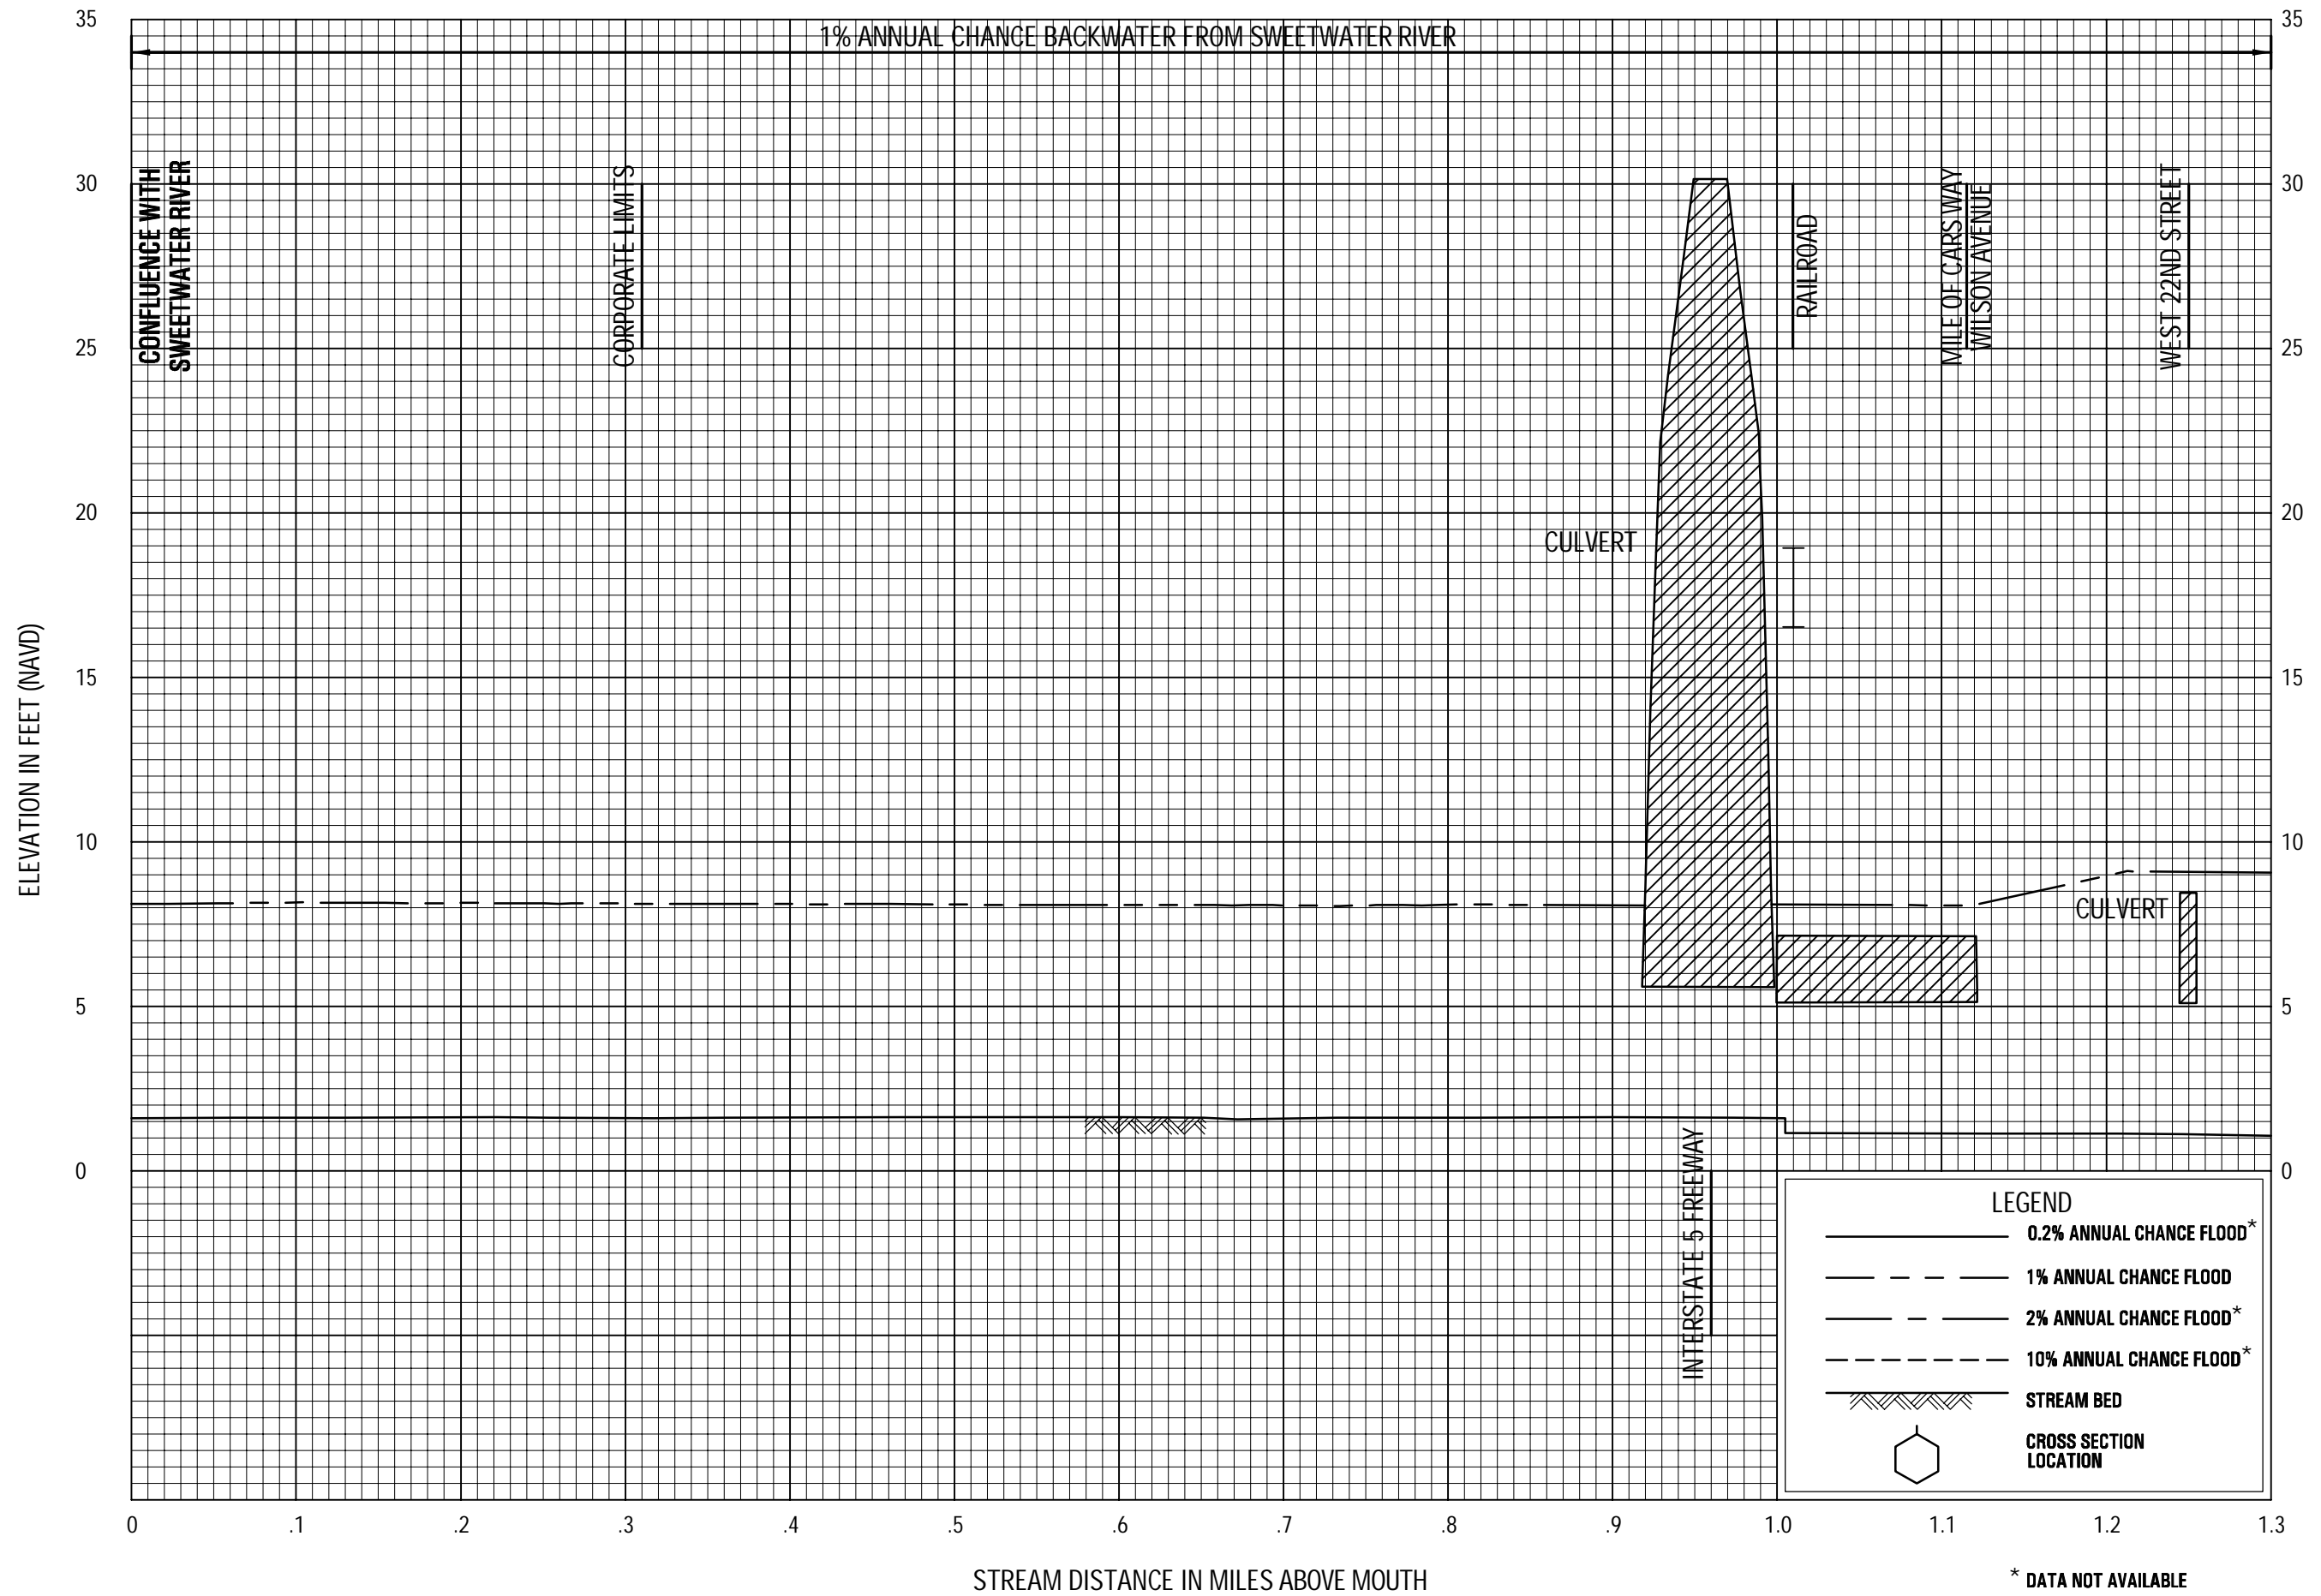 1% ANNUAL CHANCE BACKWATER FROM SWEETWATER RIVER
35
30
25
20
15
10
5
0
35
30
25
20
15
10
5
0
ELEVATION IN FEET (NAVD)
CONFLUENCE WITH
SWEETWATER RIVER
CORPORATE LIMITS
RAILROAD
MILE OF CARS WAY
WILSON AVENUE
WEST 22ND STREET
CULVERT
CULVERT
INTERSTATE 5 FREEWAY
LEGEND
0.2% ANNUAL CHANCE FLOOD*
1% ANNUAL CHANCE FLOOD
2% ANNUAL CHANCE FLOOD*
10% ANNUAL CHANCE FLOOD*
STREAM BED
CROSS SECTION
LOCATION
0 .1 .2 .3 .4 .5 .6 .7 .8 .9 1.0 1.1 1.2 1.3
STREAM DISTANCE IN MILES ABOVE MOUTH
* DATA NOT AVAILABLE